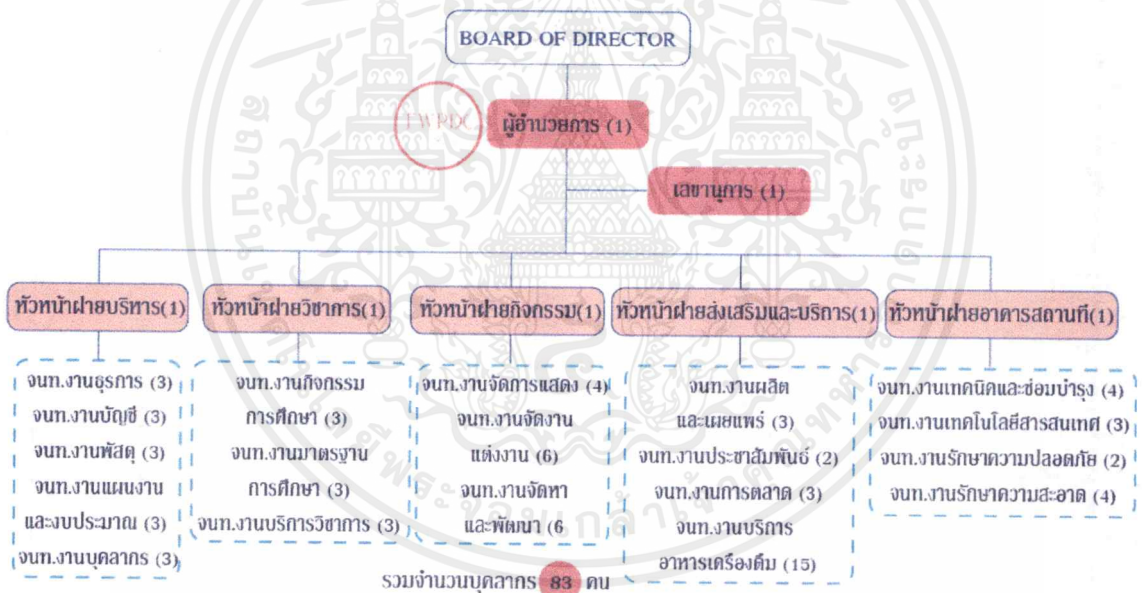 BOARD OF DIRECTOR
ผู้อำนวยการ (1)
เลขานุการ (1)
หัวหน้าฝ่ายบริหาร(1)
หัวหน้าฝ่ายวิชาการ(1)
หัวหน้าฝ่ายกิจกรรม(1)
หัวหน้าฝ่ายส่งเสริมและบริการ(1)
หัวหน้าฝ่ายอาคารสถานที่(1)
จนท.งานธุรการ (3)
จนท.งานบัญชี (3)
จนท.งานพัสดุ (3)
จนท.งานแผนงาน
และงบประมาณ (3)
จนท.งานบุคลากร (3)
จนท.งานกิจกรรม
การศึกษา (3)
จนท.งานมาตรฐาน
การศึกษา (3)
จนท.งานบริการวิชาการ (3)
จนท.งานจัดการแสดง (4)
จนท.งานจัดงาน
แต่งงาน (6)
จนท.งานจัดหา
และพัฒนา (6
จนท.งานผลิต
และเผยแพร่ (3)
จนท.งานประชาสัมพันธ์ (2)
จนท.งานการตลาด (3)
จนท.งานบริการ
อาหารเครื่องดื่ม (15)
จนท.งานเทคนิคและซ่อมบำรุง (4)
จนท.งานเทคโนโลยีสารสนเทศ (3)
จนท.งานรักษาความปลอดภัย (2)
จนท.งานรักษาความสะอาด (4)
รวมจำนวนบุคลากร 83 คน